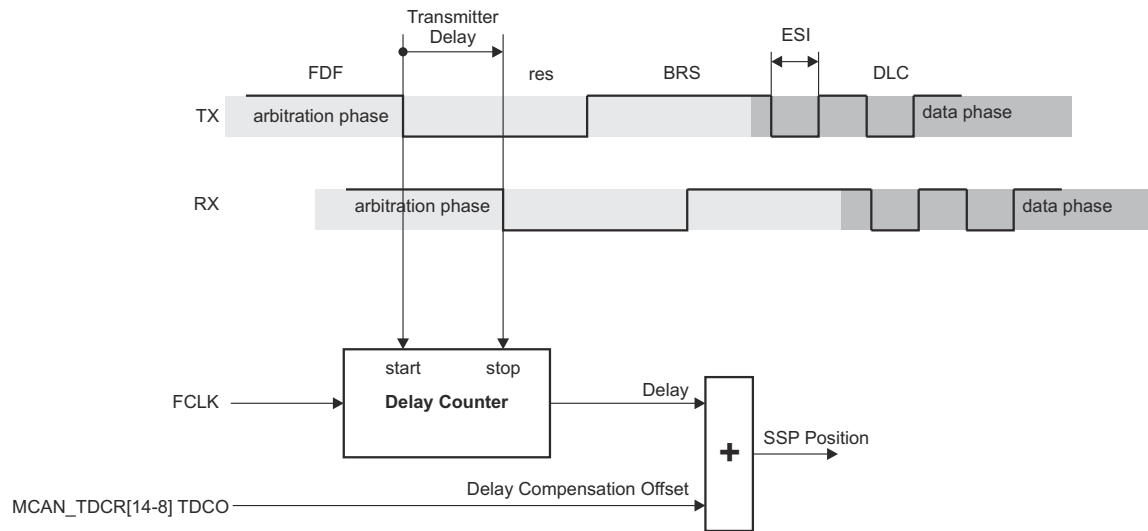 Transmitter
Delay
ESI
FDF
res
BRS
DLC
TX
arbitration phase
data phase
RX
arbitration phase
data phase
start
stop
FCLK
Delay Counter
Delay
+
SSP Position
Delay Compensation Offset
MCAN_TDCR[14-8] TDCO